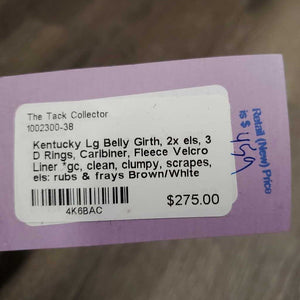 The Tack Collector
1002300-38
Kentucky Lg Belly Girth, 2x els, 3
D Rings, Caribiner, Fleece Velcro
Liner *gc, clean, clumpy, scrapes,
els: rubs & frays Brown/White
4K6BAC
$275.00
Retail (New) Price
is $